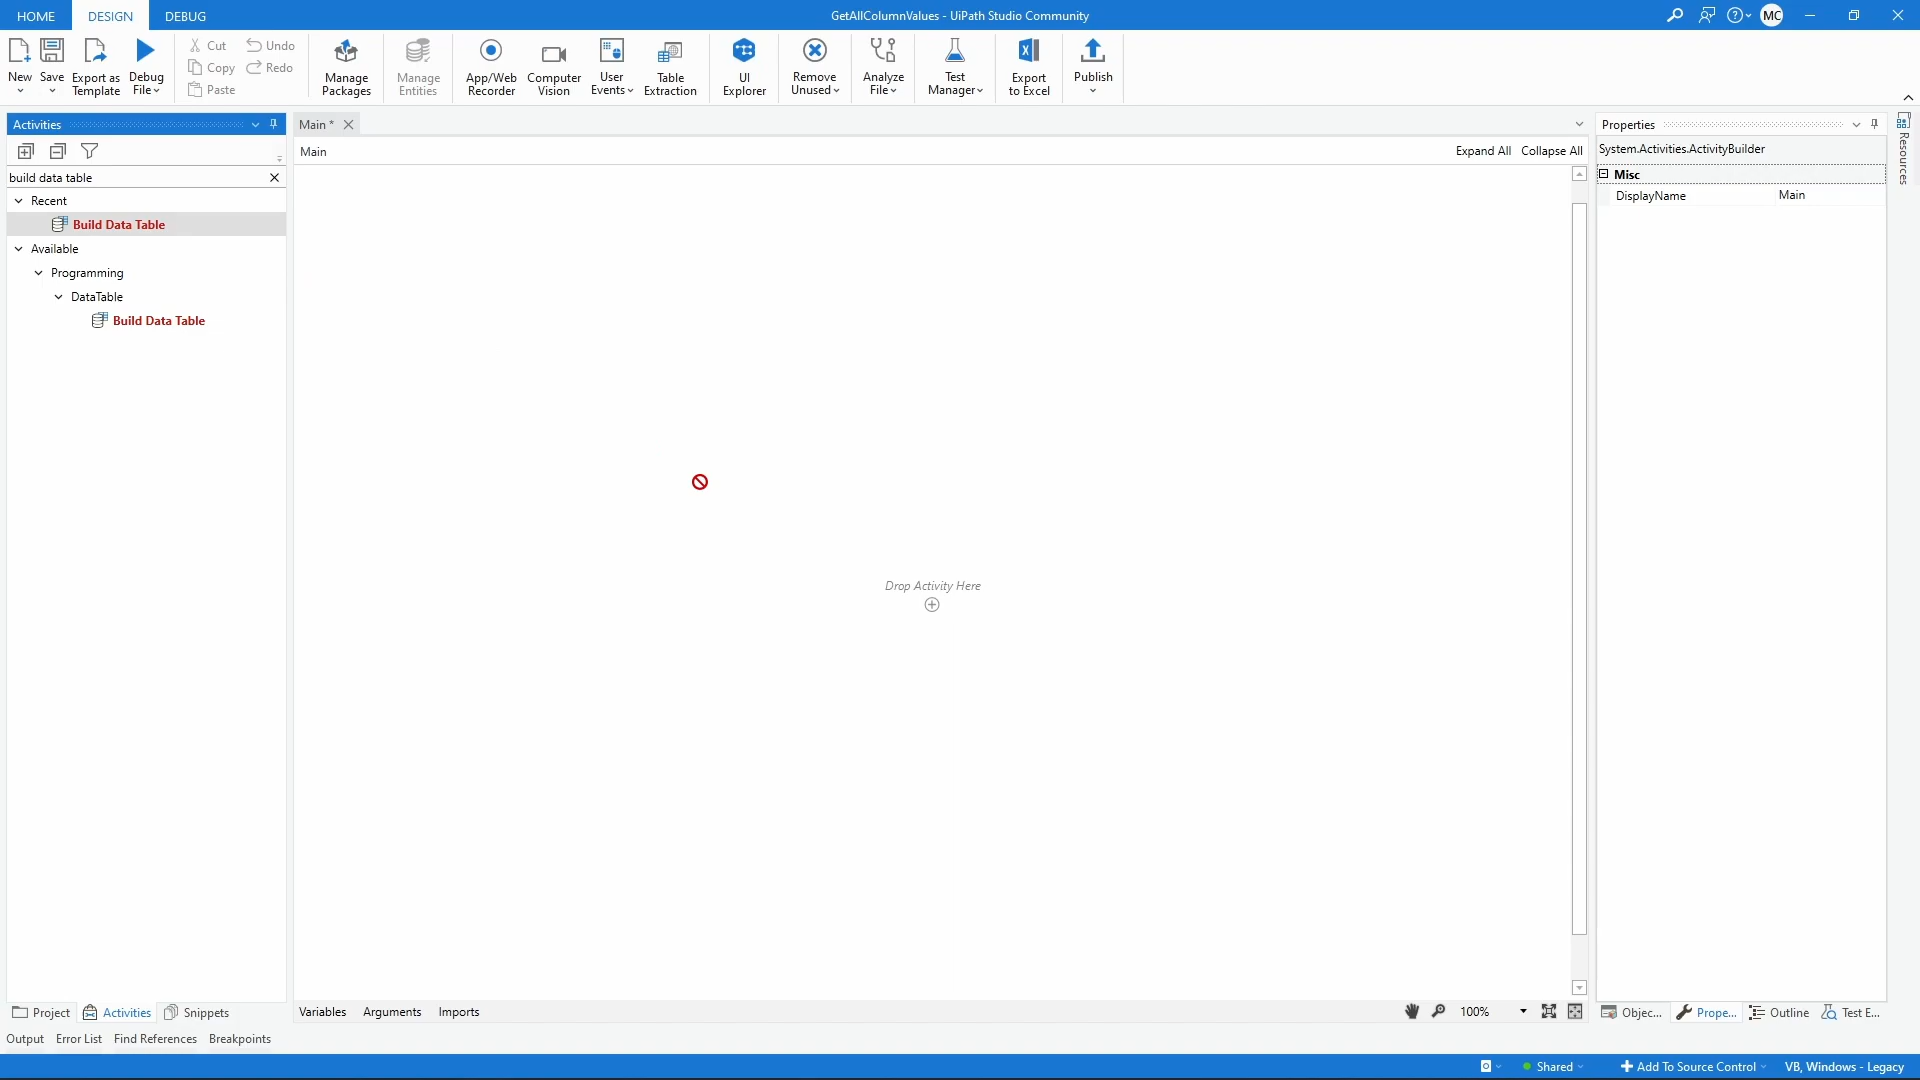 HOME DESIGN DEBUG GetAllColumnValues - UiPath Studio Community MC
New Save Export as Template Debug File Cut Copy Paste Undo Redo Manage Packages Manage Entities App/Web Recorder Computer Vision User Events Table Extraction UI Explorer Remove Unused Analyze File Test Manager Export to Excel Publish
Activities
build data table
Recent
Build Data Table
Available
Programming
DataTable
Build Data Table
Main *
Main Expand All Collapse All
Drop Activity Here
Properties
System.Activities.ActivityBuilder
Misc
DisplayName Main
Resources
Project Activities Snippets
Variables Arguments Imports 100%
Objec... Prope... Outline Test E...
Output Error List Find References Breakpoints
Shared Add To Source Control VB, Windows - Legacy